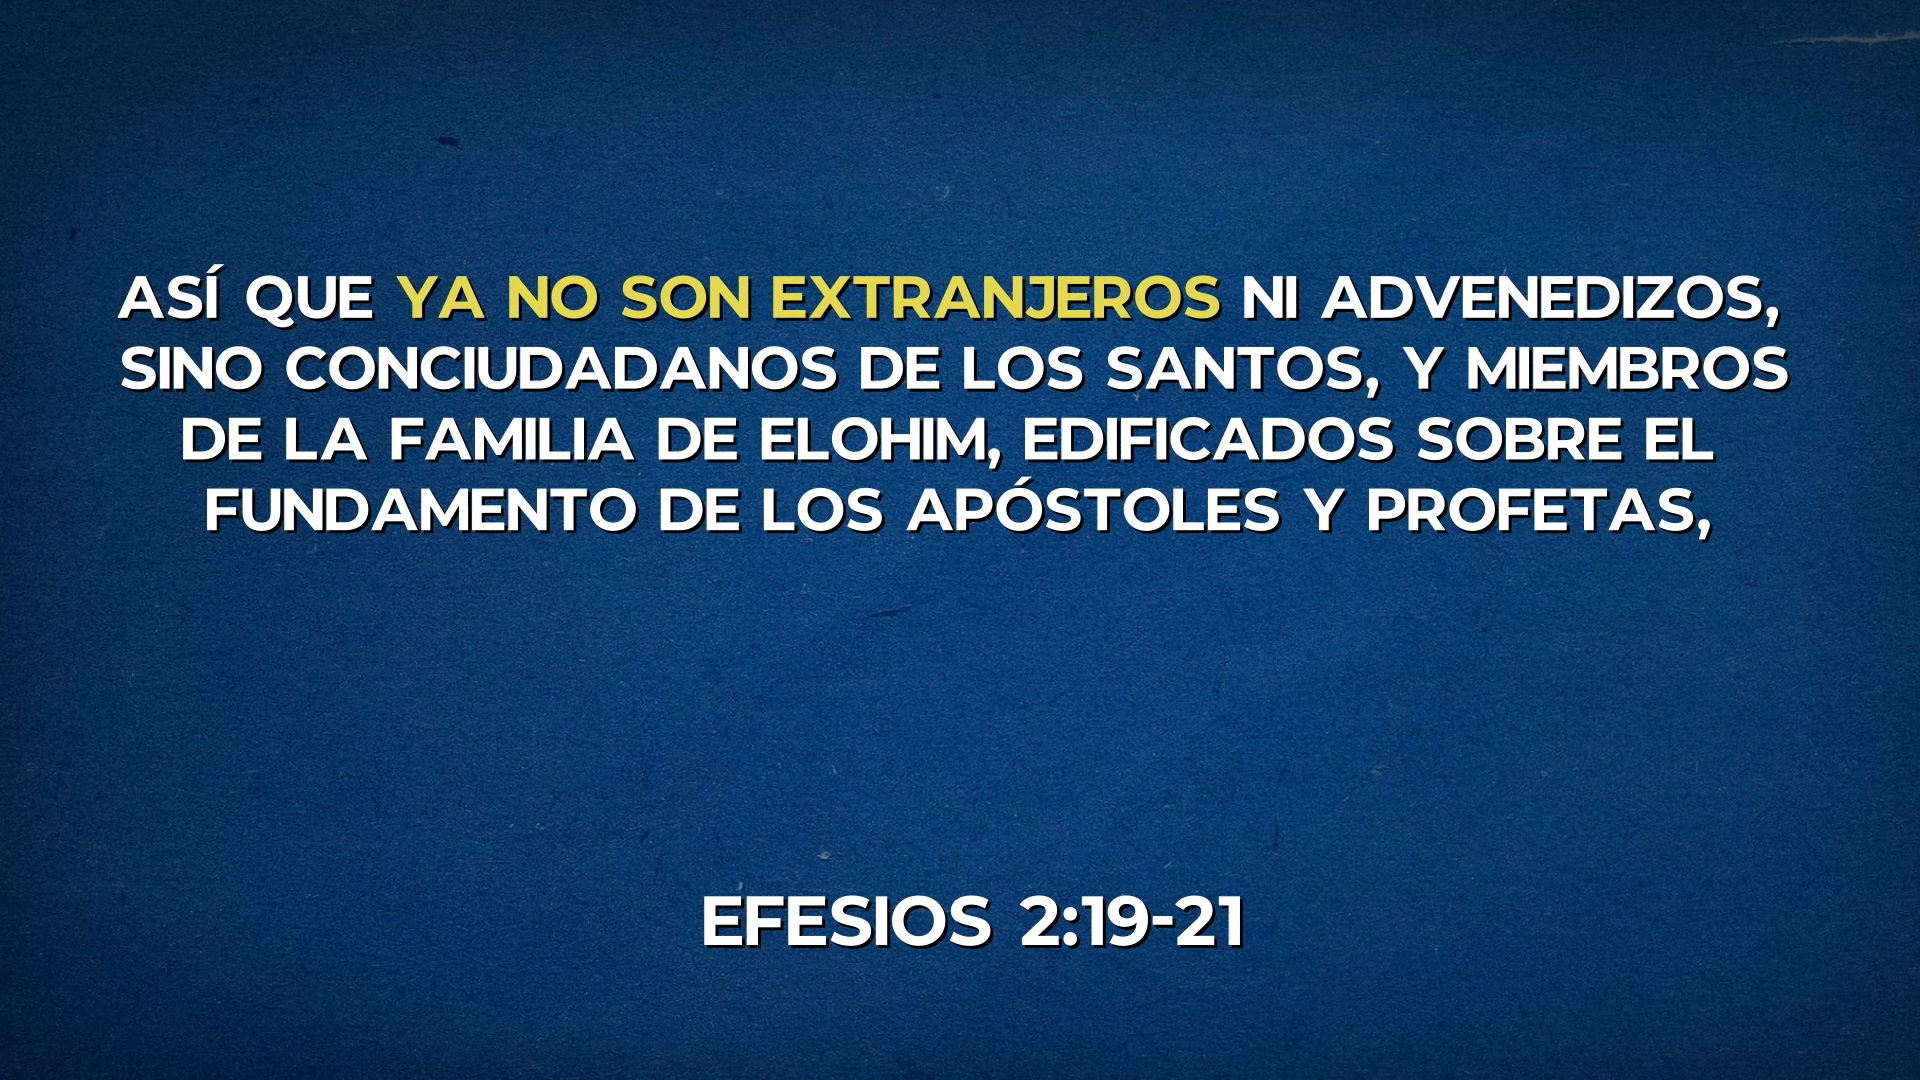 ASÍ QUE YA NO SON EXTRANJEROS NI ADVENEDIZOS,
SINO CONCIUDADANOS DE LOS SANTOS, Y MIEMBROS
DE LA FAMILIA DE ELOHIM, EDIFICADOS SOBRE EL
FUNDAMENTO DE LOS APÓSTOLES Y PROFETAS,
EFESIOS 2:19-21